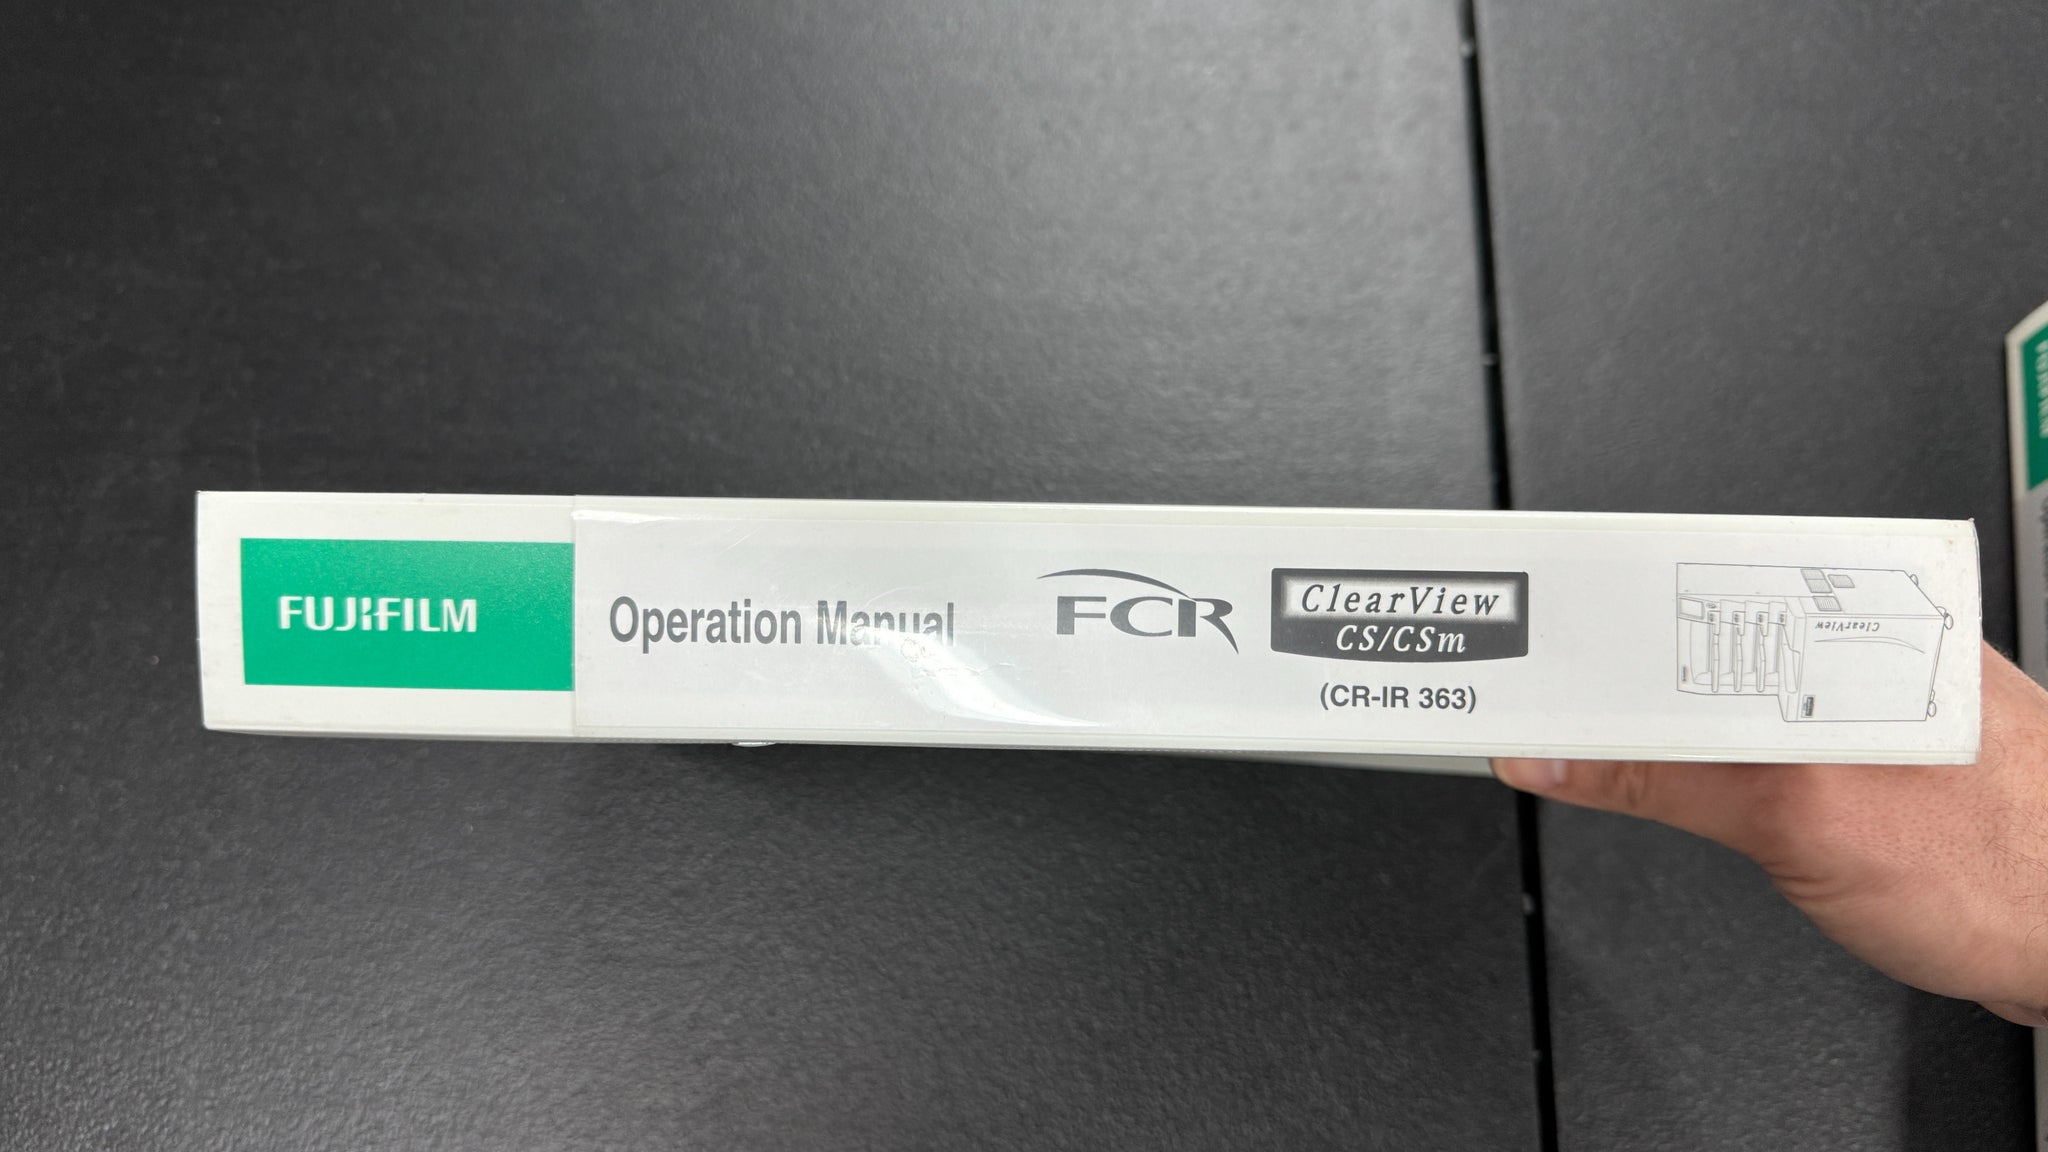 FUJIFILM
Operation Manual
FCR
ClearView
CS/CSm
(CR-IR 363)
ClearView